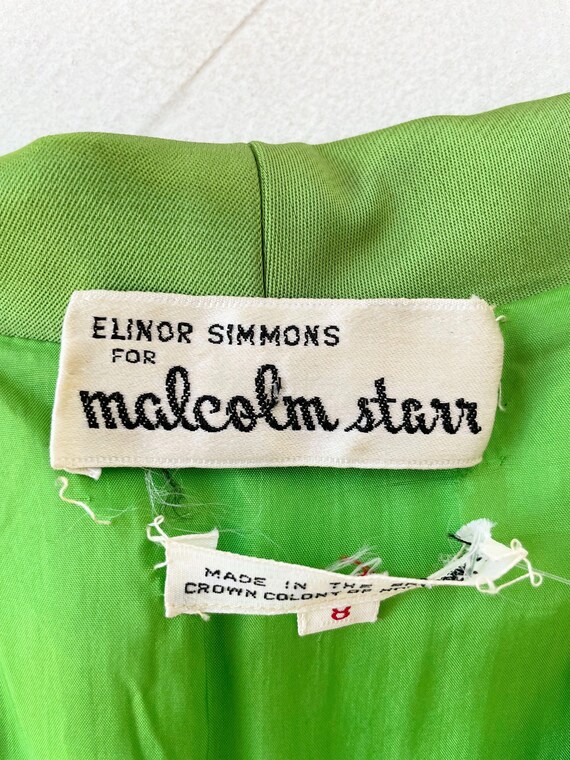 ELINOR SIMMONS
FOR
malcolm starr
MADE IN THE
CROWN COLONY OF
8